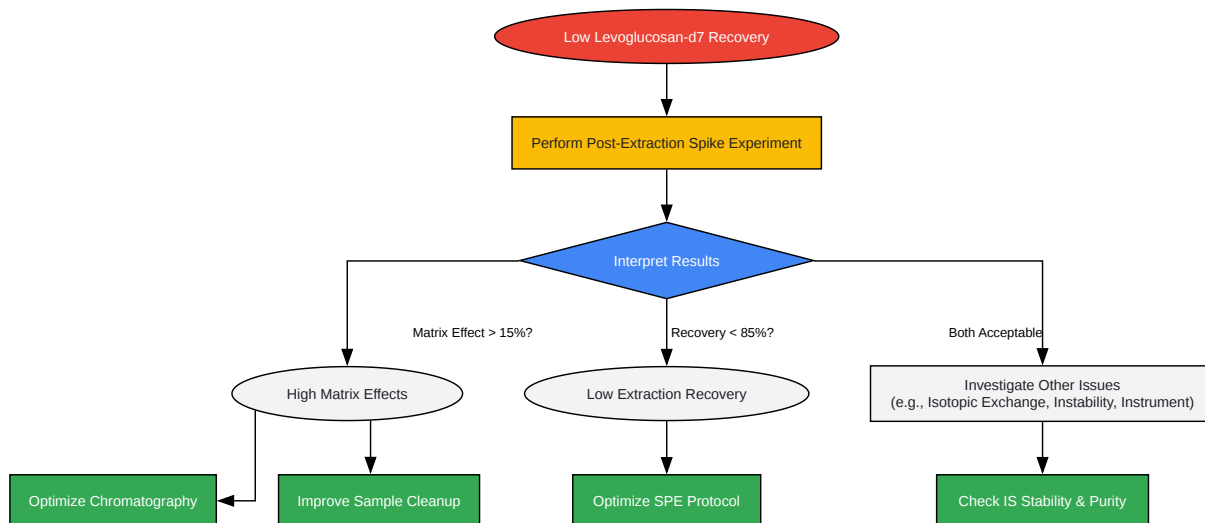 Low Levoglucosan-d7 Recovery
Perform Post-Extraction Spike Experiment
Interpret Results
Matrix Effect > 15%?
Recovery < 85%?
Both Acceptable
High Matrix Effects
Low Extraction Recovery
Investigate Other Issues
(e.g., Isotopic Exchange, Instability, Instrument)
Optimize Chromatography
Improve Sample Cleanup
Optimize SPE Protocol
Check IS Stability & Purity